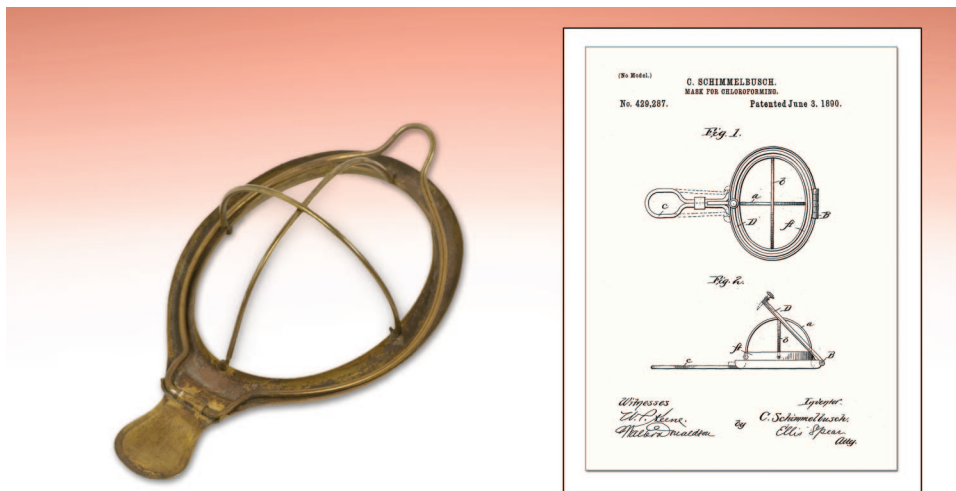 (No Model.)
C. SCHIMMELBUSCH.
MASK FOR CHLOROFORMING.
No. 429,287. Patented June 3, 1890.
Fig. 1.
b
a
c
D
A
B
Fig. 2.
D
a
b
A
B
c
Witnesses
Inventor.
W. P. Keene.
by
C. Schimmelbusch.
Ellis Spear
Atty.